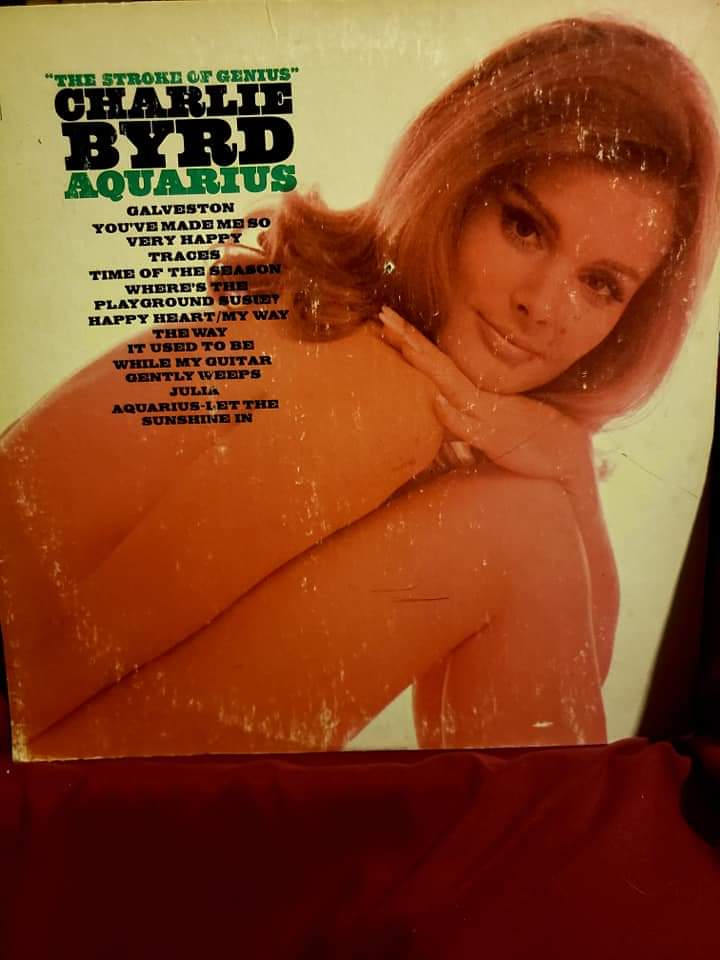 "THE STROKE OF GENIUS"
CHARLIE
BYRD
AQUARIUS
GALVESTON
YOU'VE MADE ME SO
VERY HAPPY
TRACES
TIME OF THE SEASON
WHERE'S THE
PLAYGROUND SUSIE?
HAPPY HEART/MY WAY
THE WAY
IT USED TO BE
WHILE MY GUITAR
GENTLY WEEPS
JULIA
AQUARIUS-LET THE
SUNSHINE IN